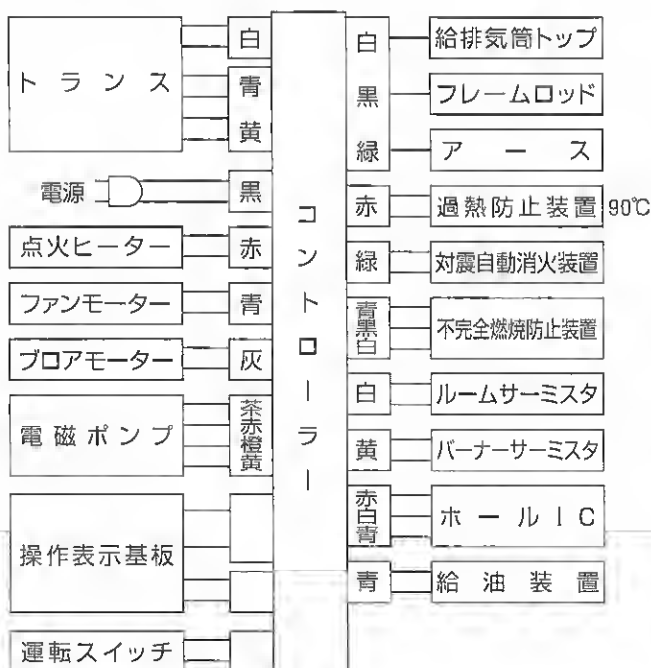 トランス
白
青
黄
電源
黒
点火ヒーター
赤
ファンモーター
青
ブロアモーター
灰
電磁ポンプ
茶
赤
橙
黄
操作表示基板
運転スイッチ
コントローラー
白
給排気筒トップ
黒
フレームロッド
緑
アース
赤
過熱防止装置 90℃
緑
対震自動消火装置
青
黒
白
不完全燃焼防止装置
白
ルームサーミスタ
黄
バーナーサーミスタ
赤
白
青
ホールIC
青
給油装置